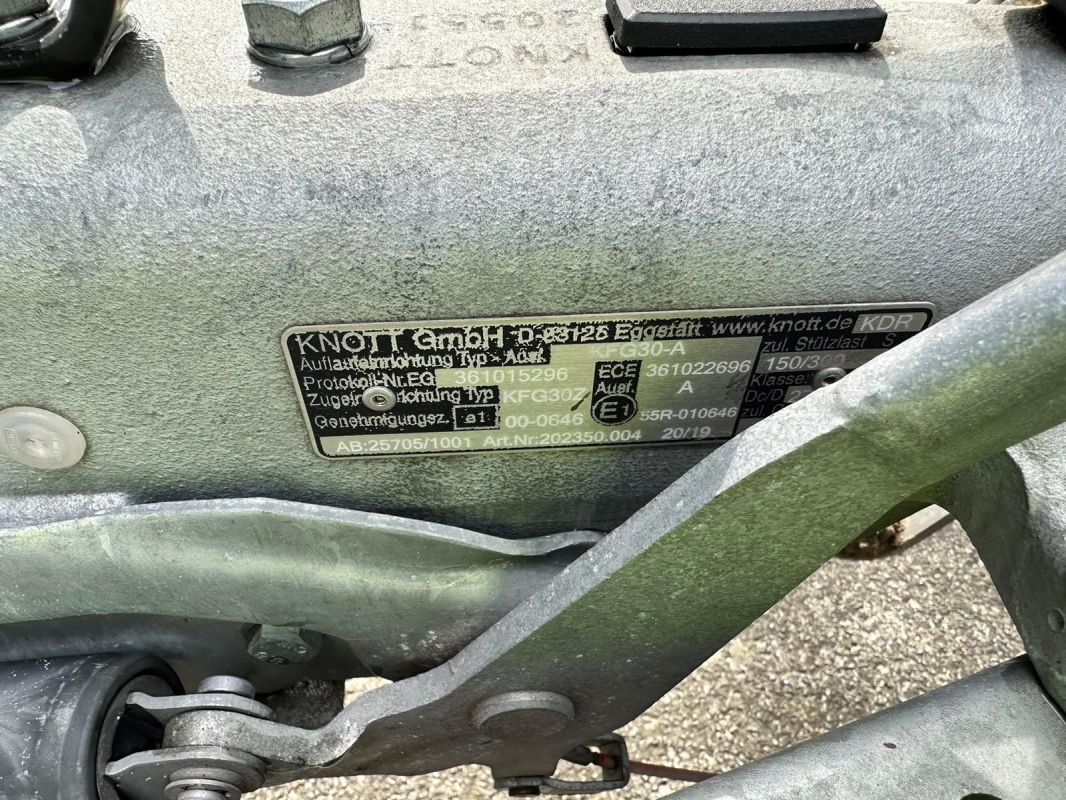 KNOTT
KNOTT GmbH D-83125 Eggstätt www.knott.de KDR
Auflaufeinrichtung Typ - Ausf. KFG30-A zul. Stützlast S
Protokoll-Nr.EG 361015296 ECE 361022696 150/300
Zugeinrichtung Typ KFG30Z Ausf. A Klasse:
Genehmigungsz. e1 00-0646 E1 55R-010646 Dc/D
zul.
AB:25705/1001 Art.Nr:202350.004 20/19